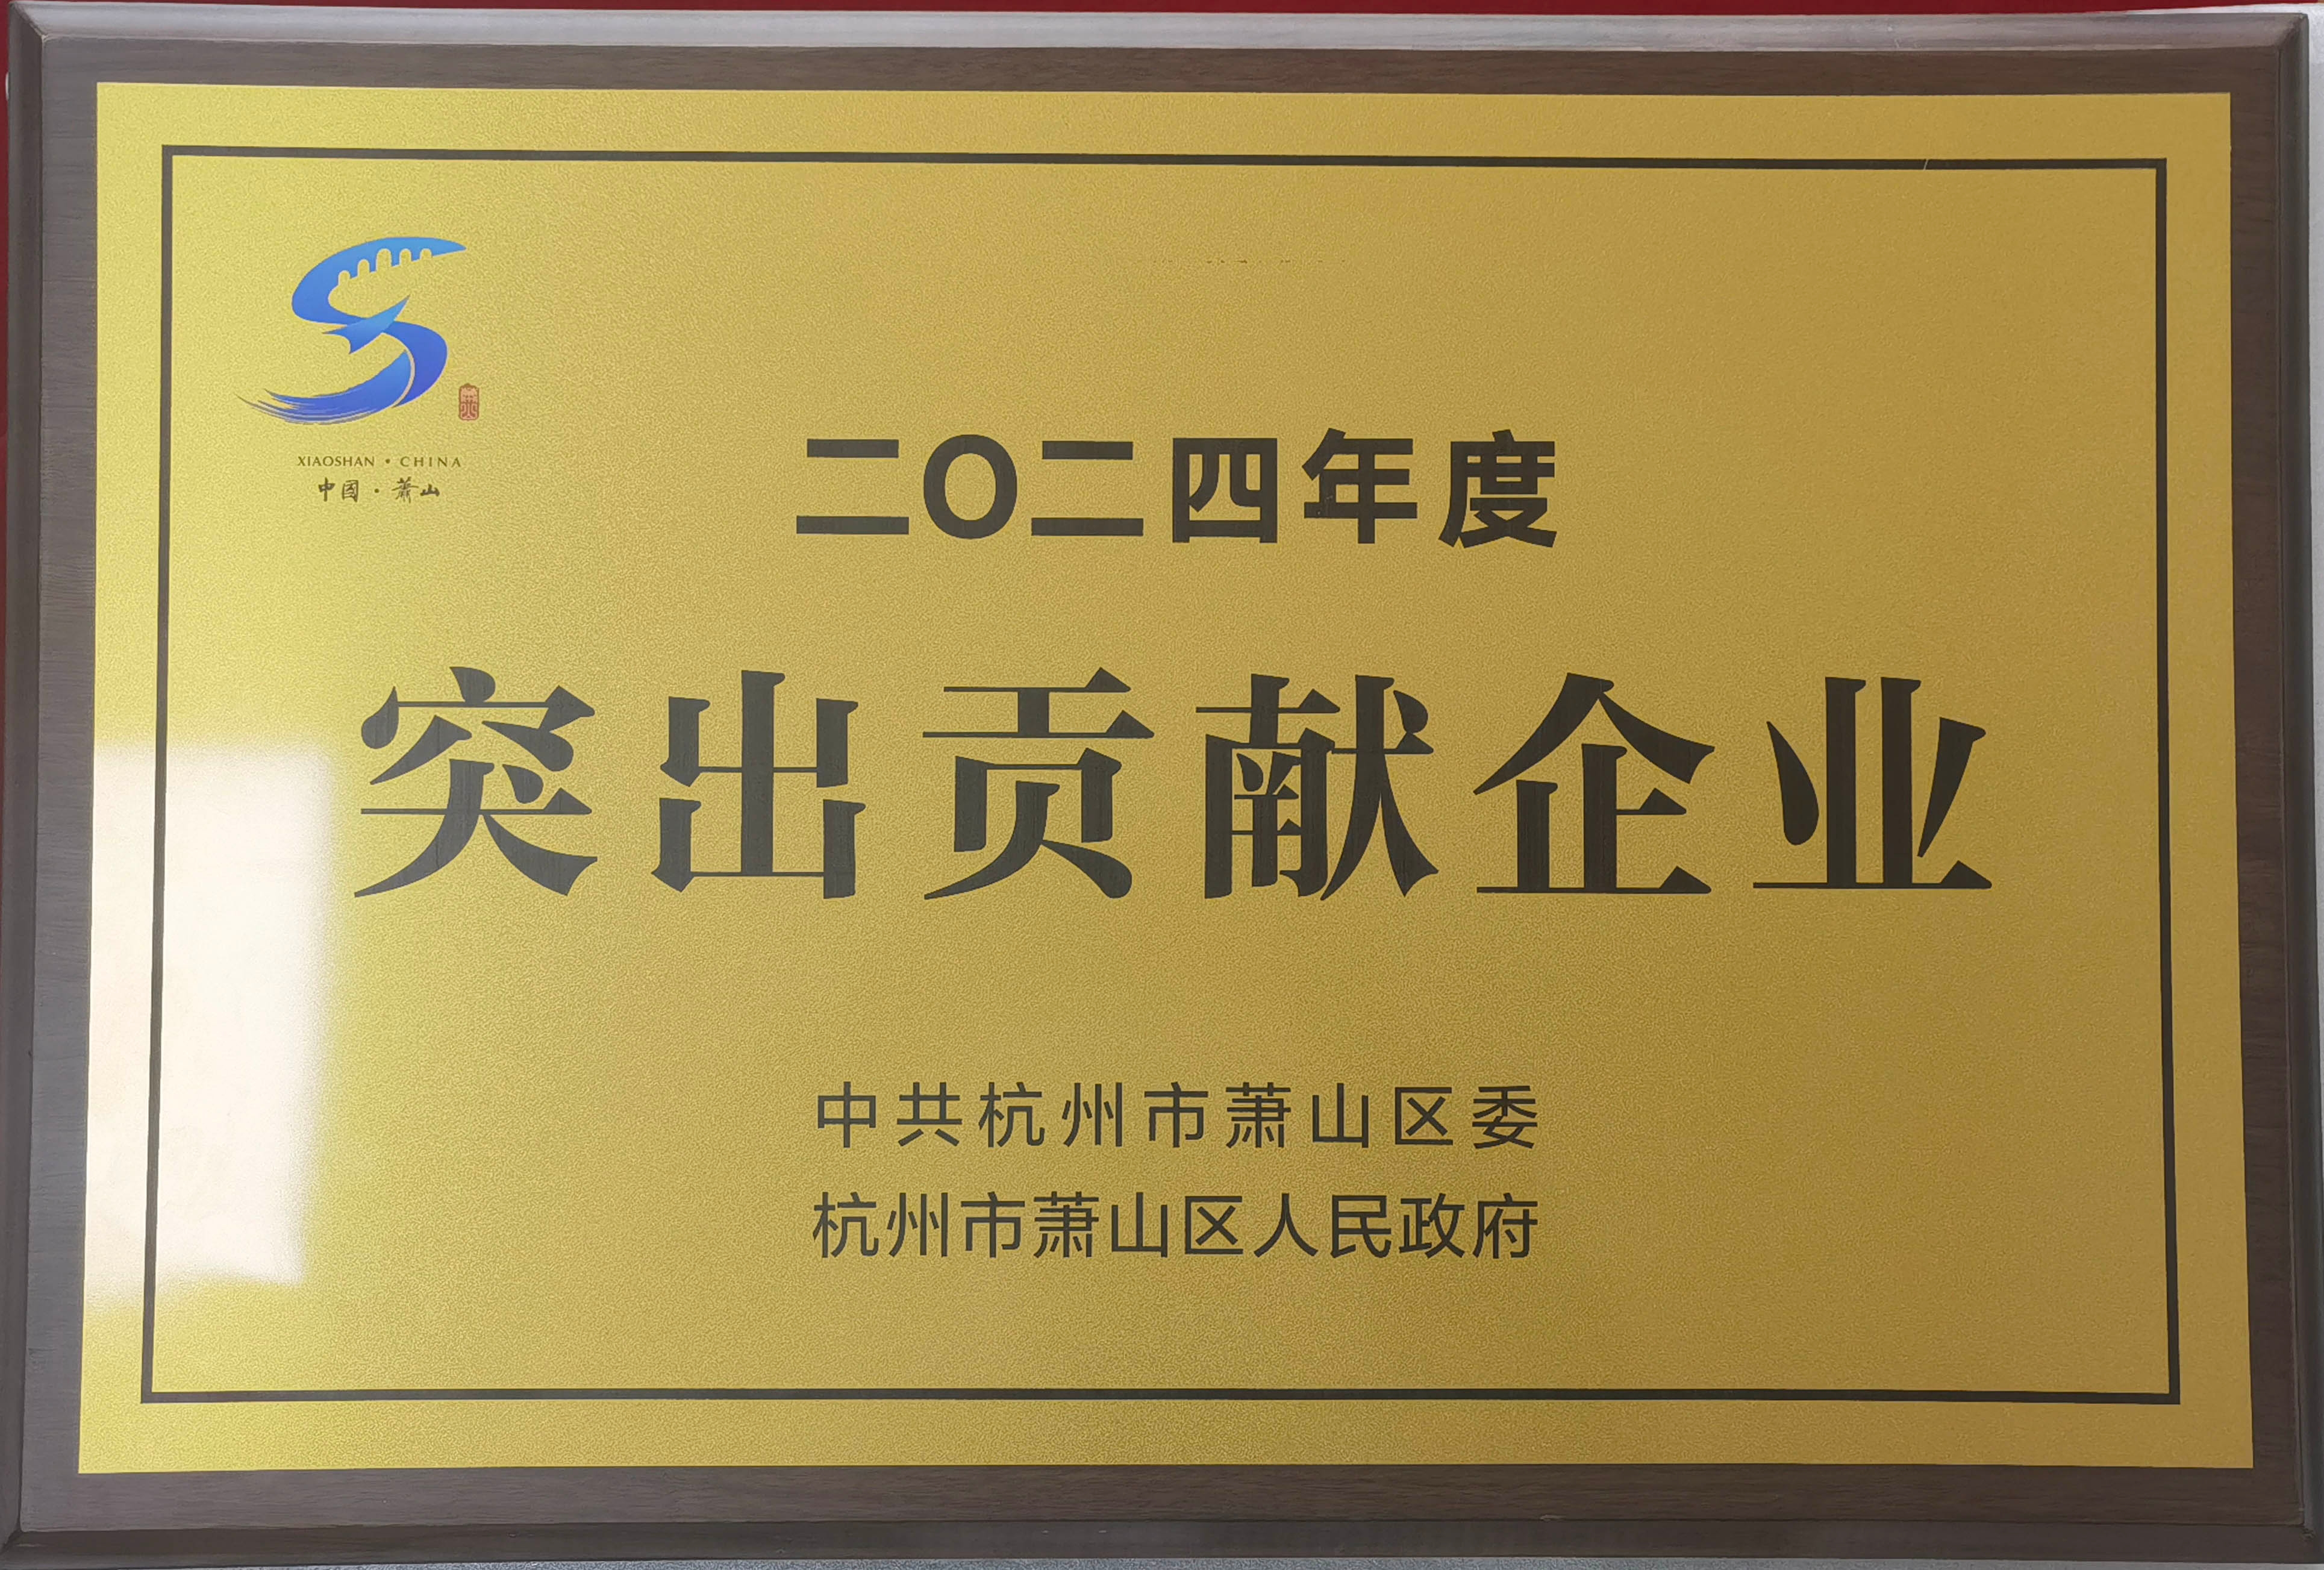 XIAOSHAN • CHINA
中国·萧山
二〇二四年度
突出贡献企业
中共杭州市萧山区委
杭州市萧山区人民政府